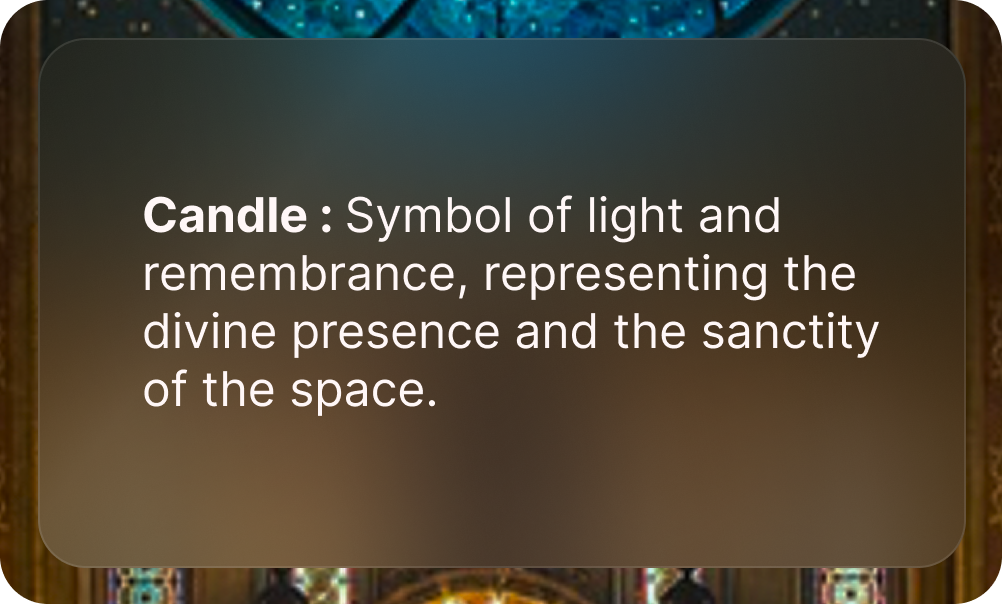 Candle : Symbol of light and
remembrance, representing the
divine presence and the sanctity
of the space.